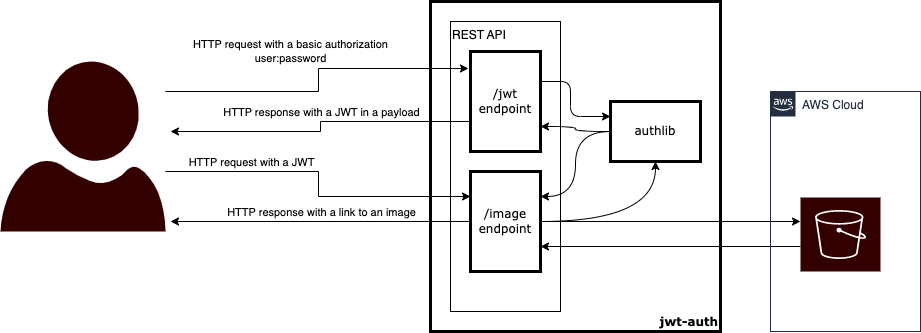 HTTP request with a basic authorization
user:password
HTTP response with a JWT in a payload
HTTP request with a JWT
HTTP response with a link to an image
REST API
/jwt
endpoint
/image
endpoint
authlib
jwt-auth
aws
AWS Cloud